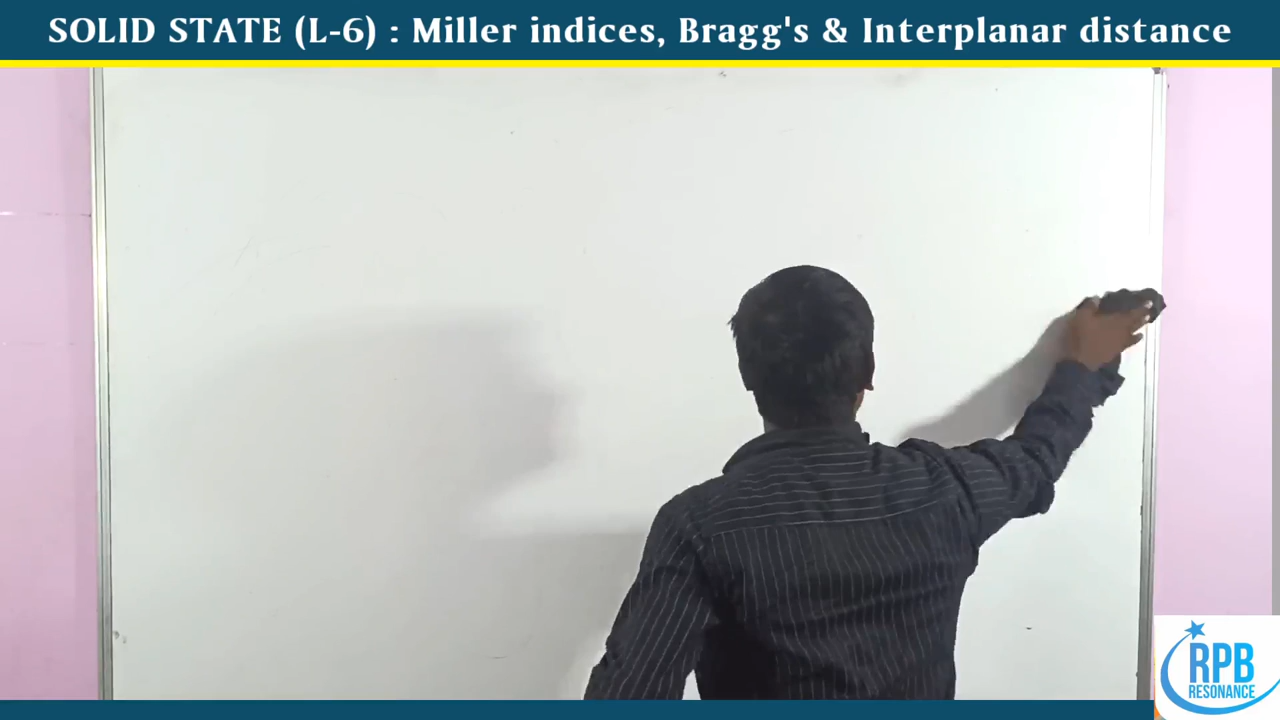 SOLID STATE (L-6) : Miller indices, Bragg's & Interplanar distance
RPB
RESONANCE